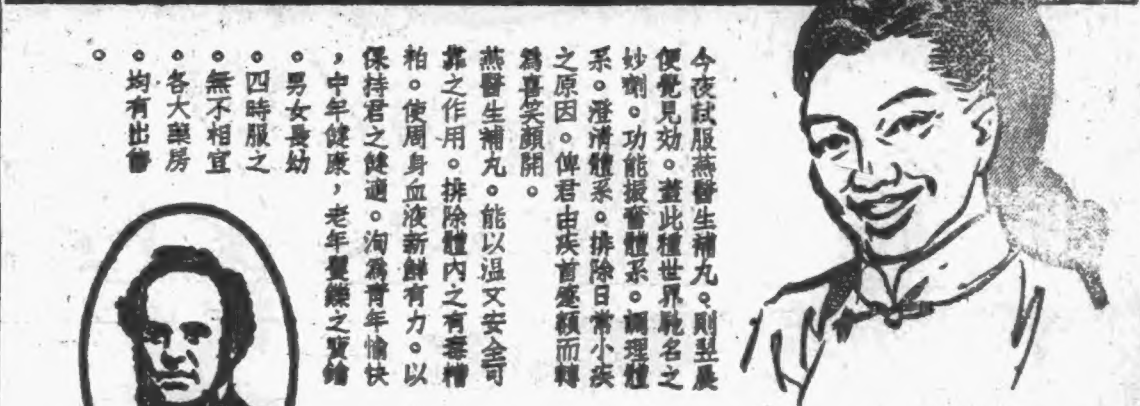 今夜試服燕醫生補丸。則翌晨
便覺見効。蓋此種世界馳名之
妙劑。功能振奮體系。調理體
系。澄清體系。排除日常小疾
之原因。俾君由疾首蹙額而轉
爲喜笑顏開。
燕醫生補丸。能以温文安全可
靠之作用。排除體內之有毒糟
粕。使周身血液新鮮有力。以
保持君之健適。洵爲青年愉快
，中年健康，老年矍鑠之寶鑰
。男女長幼
。四時服之
。無不相宜
。各大藥房
。均有出售
。